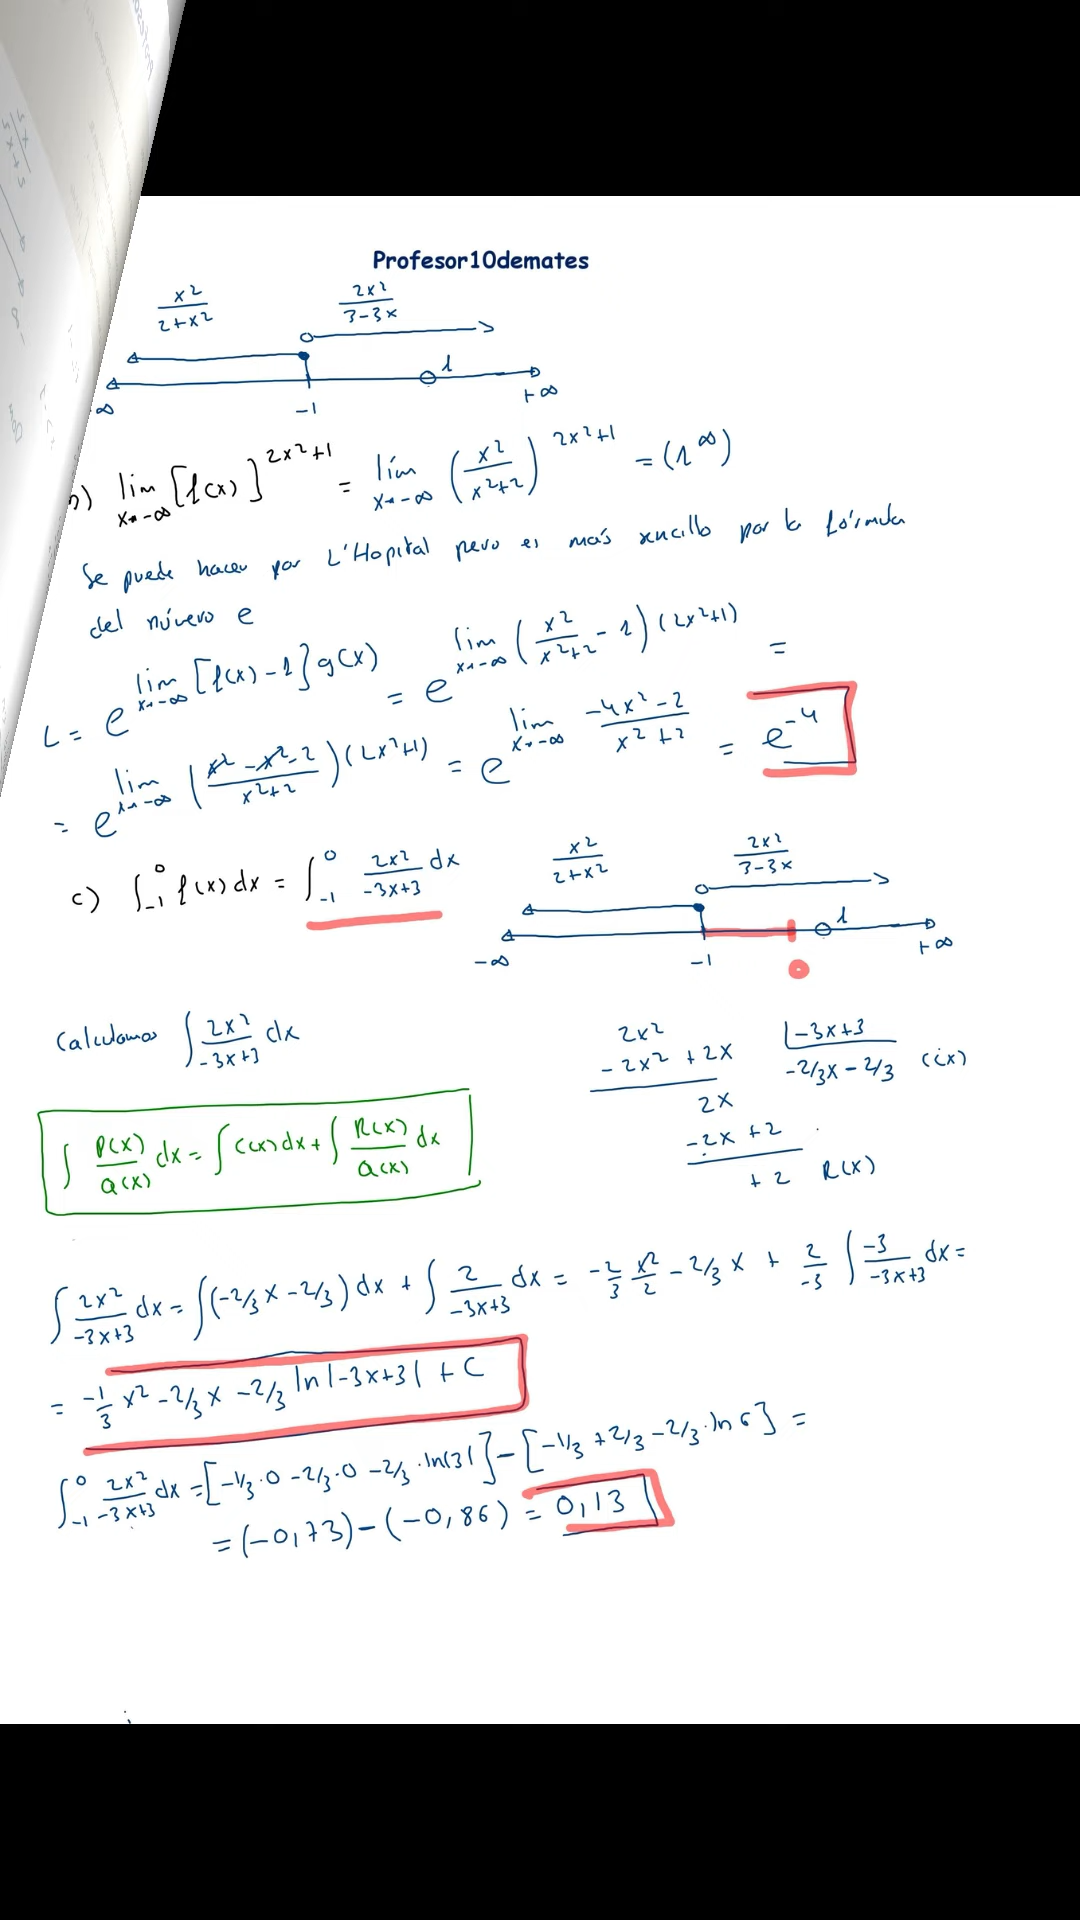 Profesor10demates
x²/2+x² 2x²/3-3x
1
∞ -1 +∞
b) lim x→-∞ [f(x)]^2x²+1 = lím x→-∞ (x²/x²+2)^2x²+1 = (1^∞)
Se puede hacer por L'Hopital pero es más sencillo por la fórmula
del número e
L = e^lim x→-∞ [f(x)-1]g(x) = e^lim x→-∞ (x²/x²+2 - 1)(2x²+1) =
= e^lim x→-∞ (x²-x²-2/x²+2)(2x²+1) = e^lim x→-∞ -4x²-2/x²+2 = e^-4
c) ∫_-1^0 f(x)dx = ∫_-1^0 2x²/-3x+3 dx
x²/2+x² 2x²/3-3x
1
-∞ -1 0 +∞
Calculamos ∫ 2x²/-3x+3 dx
2x² |-3x+3
-2x² + 2x -2/3x - 2/3 C(x)
2x
-2x + 2
+ 2 R(x)
∫ P(x)/Q(x) dx = ∫ C(x)dx + ∫ R(x)/Q(x) dx
∫ 2x²/-3x+3 dx = ∫(-2/3x - 2/3)dx + ∫ 2/-3x+3 dx = -2/3 x²/2 - 2/3 x + 2/-3 ∫ -3/-3x+3 dx =
= -1/3 x² - 2/3 x - 2/3 ln|-3x+3| + C
∫_-1^0 2x²/-3x+3 dx = [-1/3·0 - 2/3·0 - 2/3·ln|3|] - [-1/3 + 2/3 - 2/3·ln 6] =
= (-0,73) - (-0,86) = 0,13